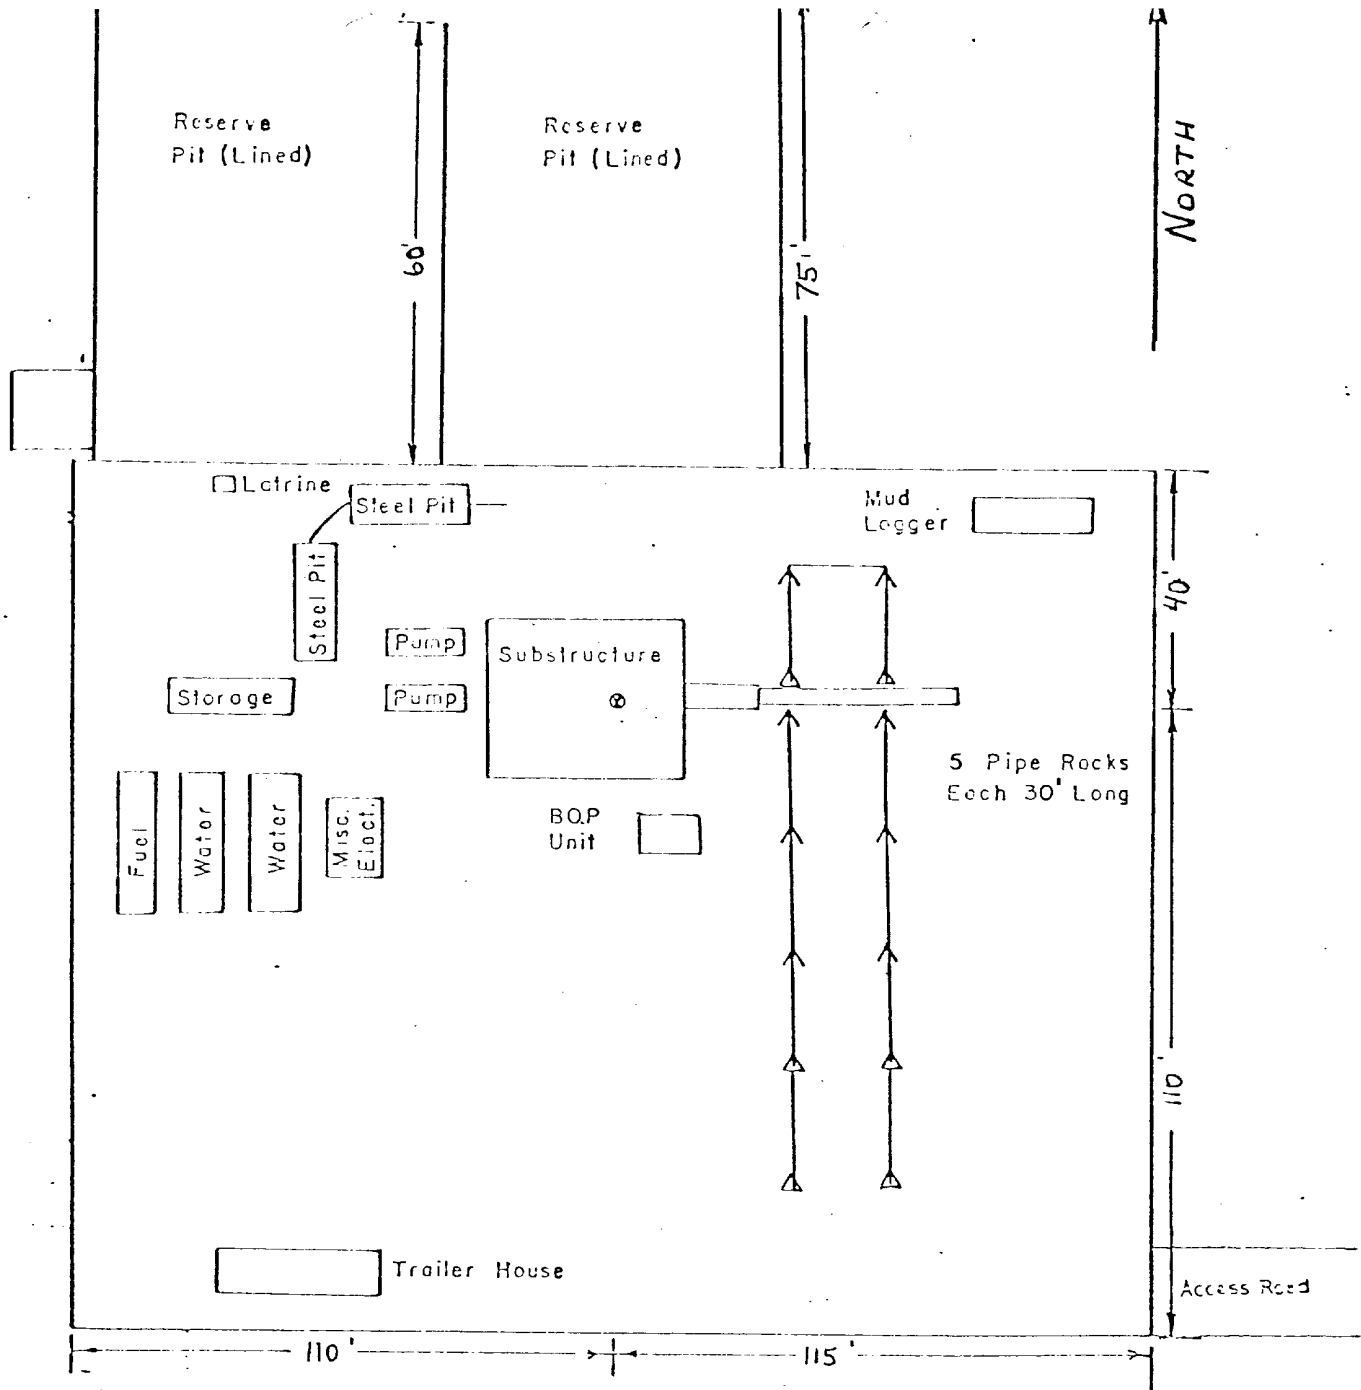 Reserve
Pit (Lined)
Reserve
Pit (Lined)
NORTH
60'
75'
Latrine
Steel Pit
Mud
Logger
Steel Pit
40'
Pump
Substructure
Storage
Pump
5 Pipe Racks
Each 30' Long
Fuel
Water
Water
Misc.
Elect.
B.O.P
Unit
110'
Trailer House
Access Road
110'
115'